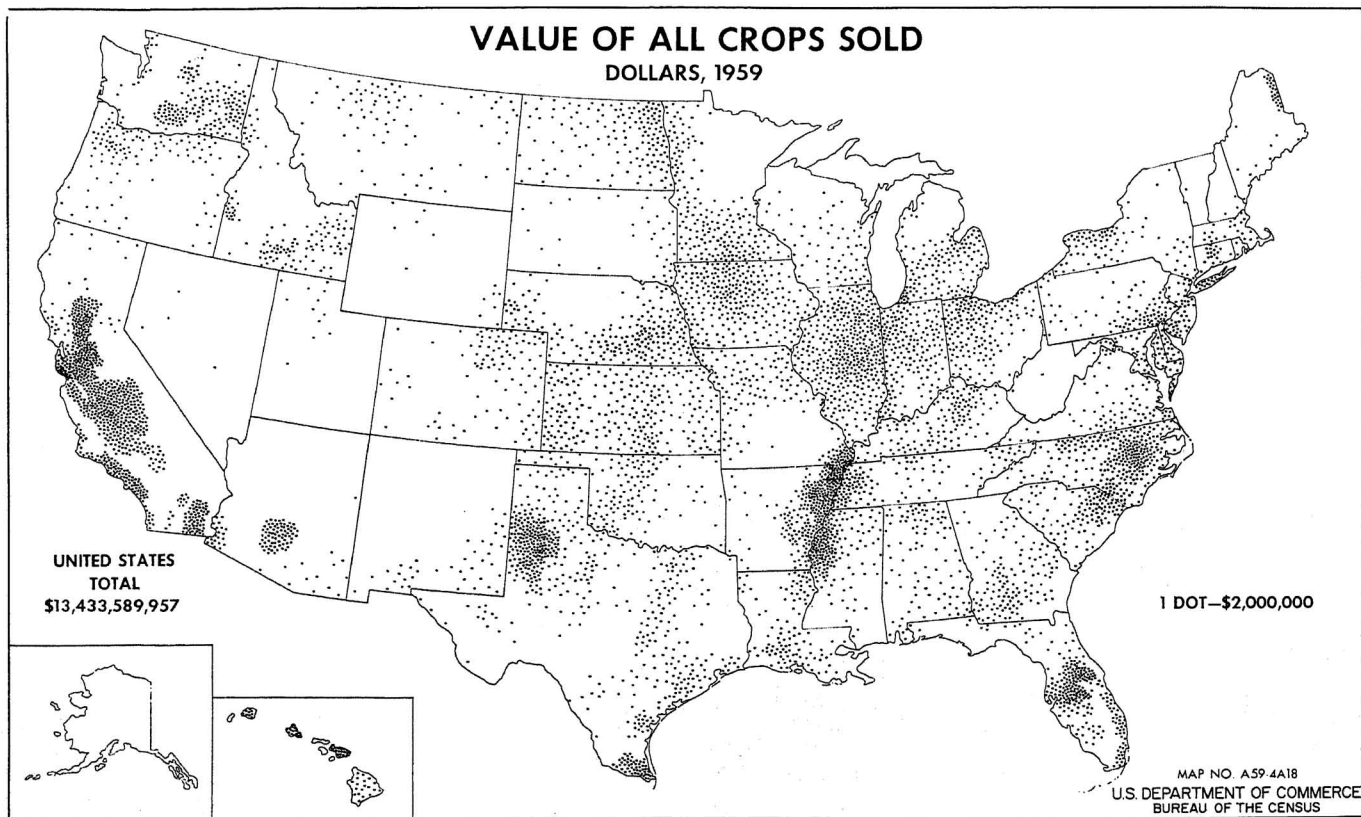 VALUE OF ALL CROPS SOLD
DOLLARS, 1959
UNITED STATES
TOTAL
$13,433,589,957
1 DOT—$2,000,000
MAP NO. A59-4A18
U.S. DEPARTMENT OF COMMERCE
BUREAU OF THE CENSUS